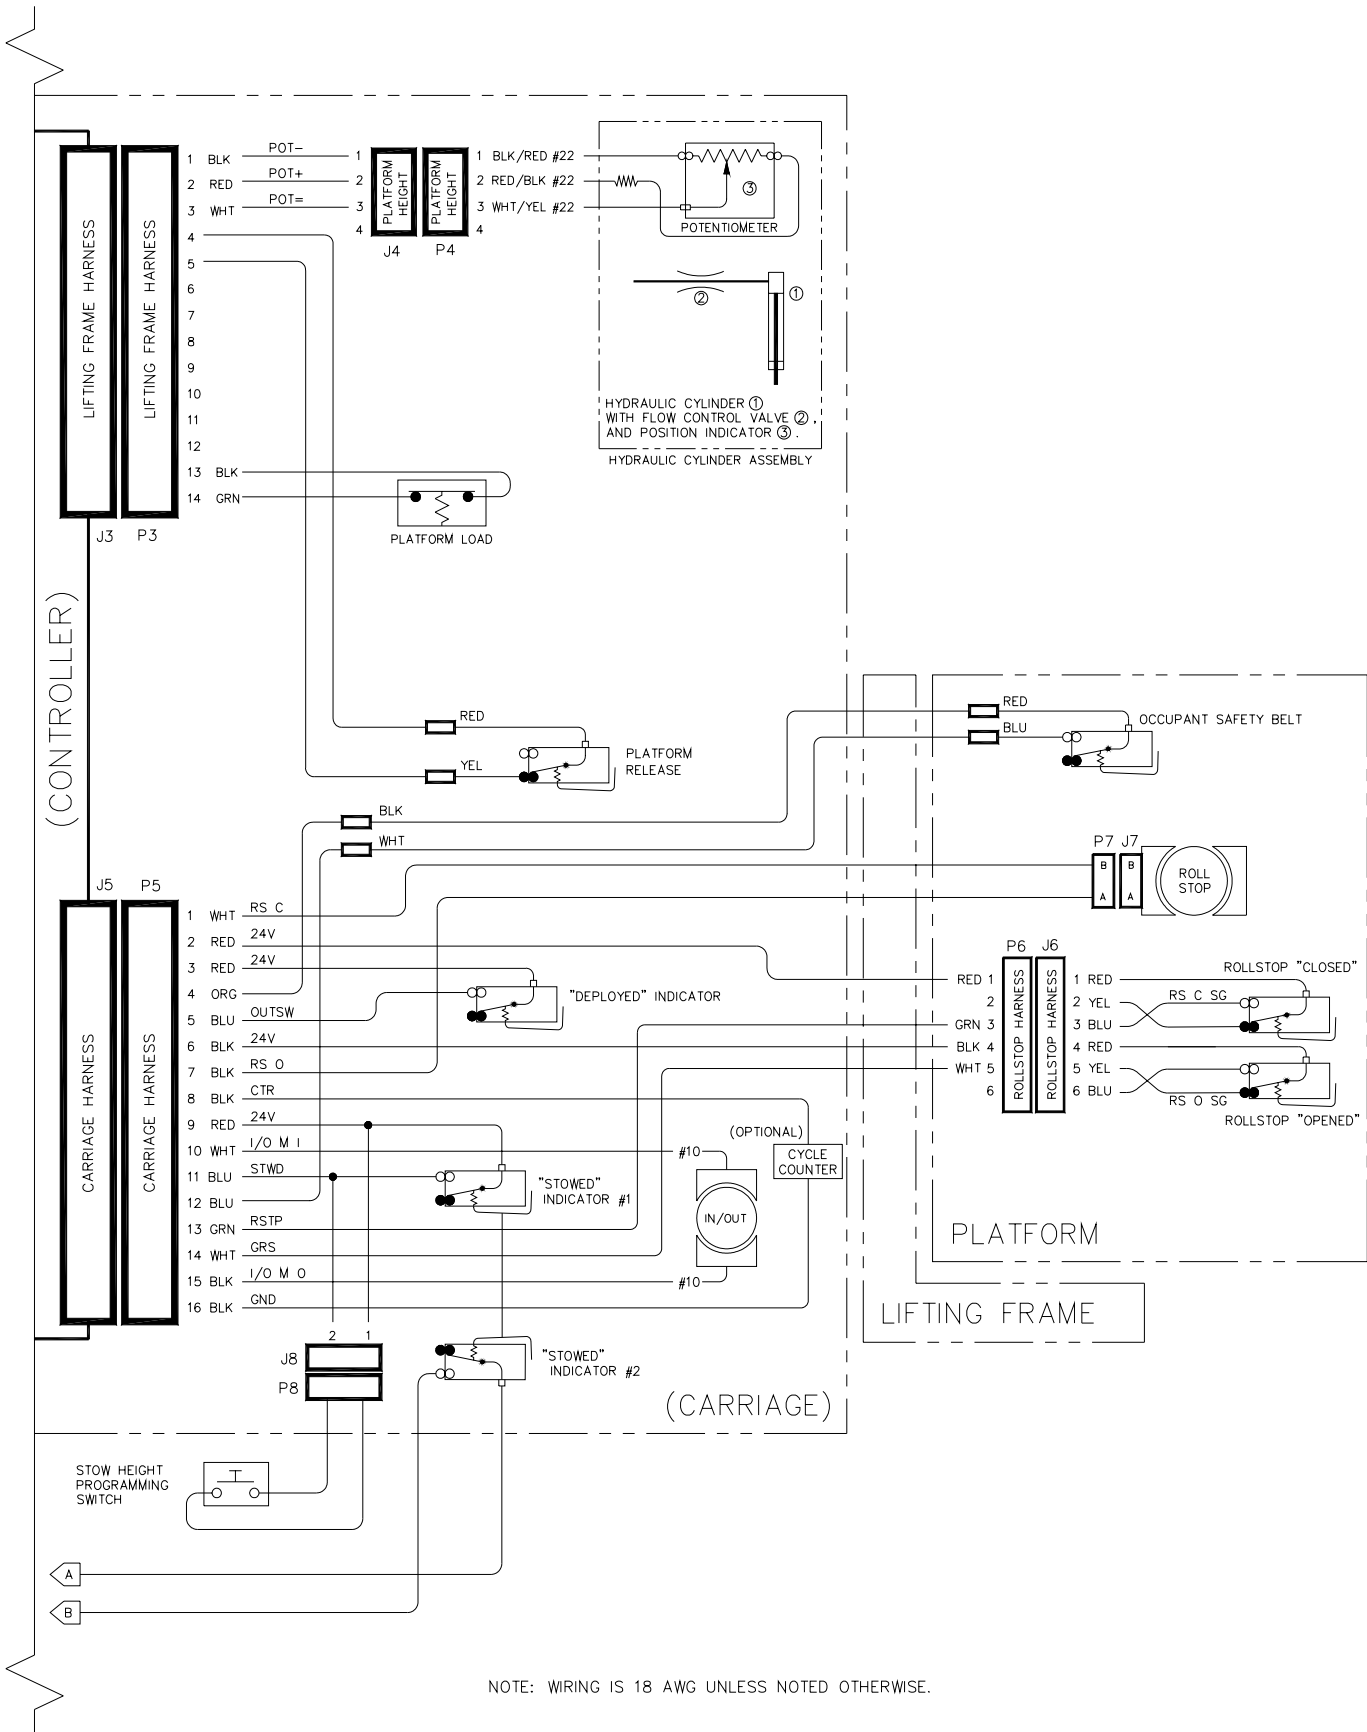 (CONTROLLER)
LIFTING FRAME HARNESS
LIFTING FRAME HARNESS
J3 P3
1 BLK POT-
2 RED POT+
3 WHT POT=
4
5
6
7
8
9
10
11
12
13 BLK
14 GRN
1
2
3
4
PLATFORM HEIGHT
PLATFORM HEIGHT
J4 P4
1 BLK/RED #22
2 RED/BLK #22
3 WHT/YEL #22
4
③
POTENTIOMETER
②
①
HYDRAULIC CYLINDER ①
WITH FLOW CONTROL VALVE ②,
AND POSITION INDICATOR ③.
HYDRAULIC CYLINDER ASSEMBLY
PLATFORM LOAD
RED
YEL
PLATFORM
RELEASE
BLK
WHT
RED
BLU
OCCUPANT SAFETY BELT
P7 J7
B B
A A
ROLL
STOP
J5 P5
CARRIAGE HARNESS
CARRIAGE HARNESS
1 WHT RS C
2 RED 24V
3 RED 24V
4 ORG
5 BLU OUTSW
6 BLK 24V
7 BLK RS O
8 BLK CTR
9 RED 24V
10 WHT I/O M I
11 BLU STWD
12 BLU
13 GRN RSTP
14 WHT GRS
15 BLK I/O M O
16 BLK GND
"DEPLOYED" INDICATOR
P6 J6
RED 1
2
GRN 3
BLK 4
WHT 5
6
ROLLSTOP HARNESS
ROLLSTOP HARNESS
1 RED
2 YEL
3 BLU
4 RED
5 YEL
6 BLU
ROLLSTOP "CLOSED"
RS C SG
RS O SG
ROLLSTOP "OPENED"
(OPTIONAL)
CYCLE
COUNTER
#10
IN/OUT
#10
"STOWED"
INDICATOR #1
PLATFORM
LIFTING FRAME
2 1
J8
P8
"STOWED"
INDICATOR #2
(CARRIAGE)
STOW HEIGHT
PROGRAMMING
SWITCH
A
B
NOTE: WIRING IS 18 AWG UNLESS NOTED OTHERWISE.